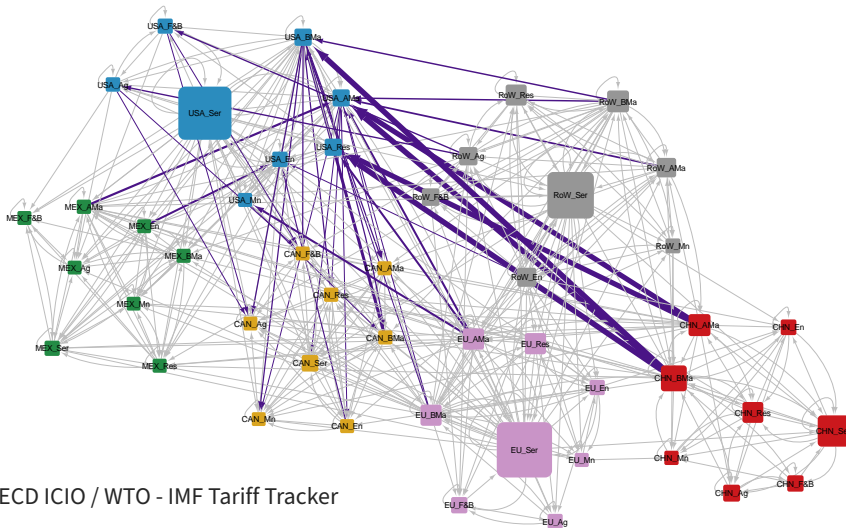 USA_F&B
USA_BMa
USA_Ag
USA_AMa
USA_Ser
USA_Res
USA_En
USA_Mn
RoW_Res
RoW_BMa
RoW_Ag
RoW_AMa
RoW_F&B
RoW_Ser
RoW_Mn
RoW_En
MEX_AMa
MEX_F&B
MEX_En
MEX_BMa
MEX_Ag
MEX_Mn
MEX_Ser
MEX_Res
CAN_F&B
CAN_AMa
CAN_Res
CAN_Ag
CAN_BMa
CAN_Ser
CAN_Mn
CAN_En
EU_AMa
EU_Res
EU_En
EU_BMa
EU_Ser
EU_Mn
EU_F&B
EU_Ag
CHN_AMa
CHN_En
CHN_BMa
CHN_Res
CHN_Se
CHN_Mn
CHN_F&B
CHN_Ag
ECD ICIO / WTO - IMF Tariff Tracker